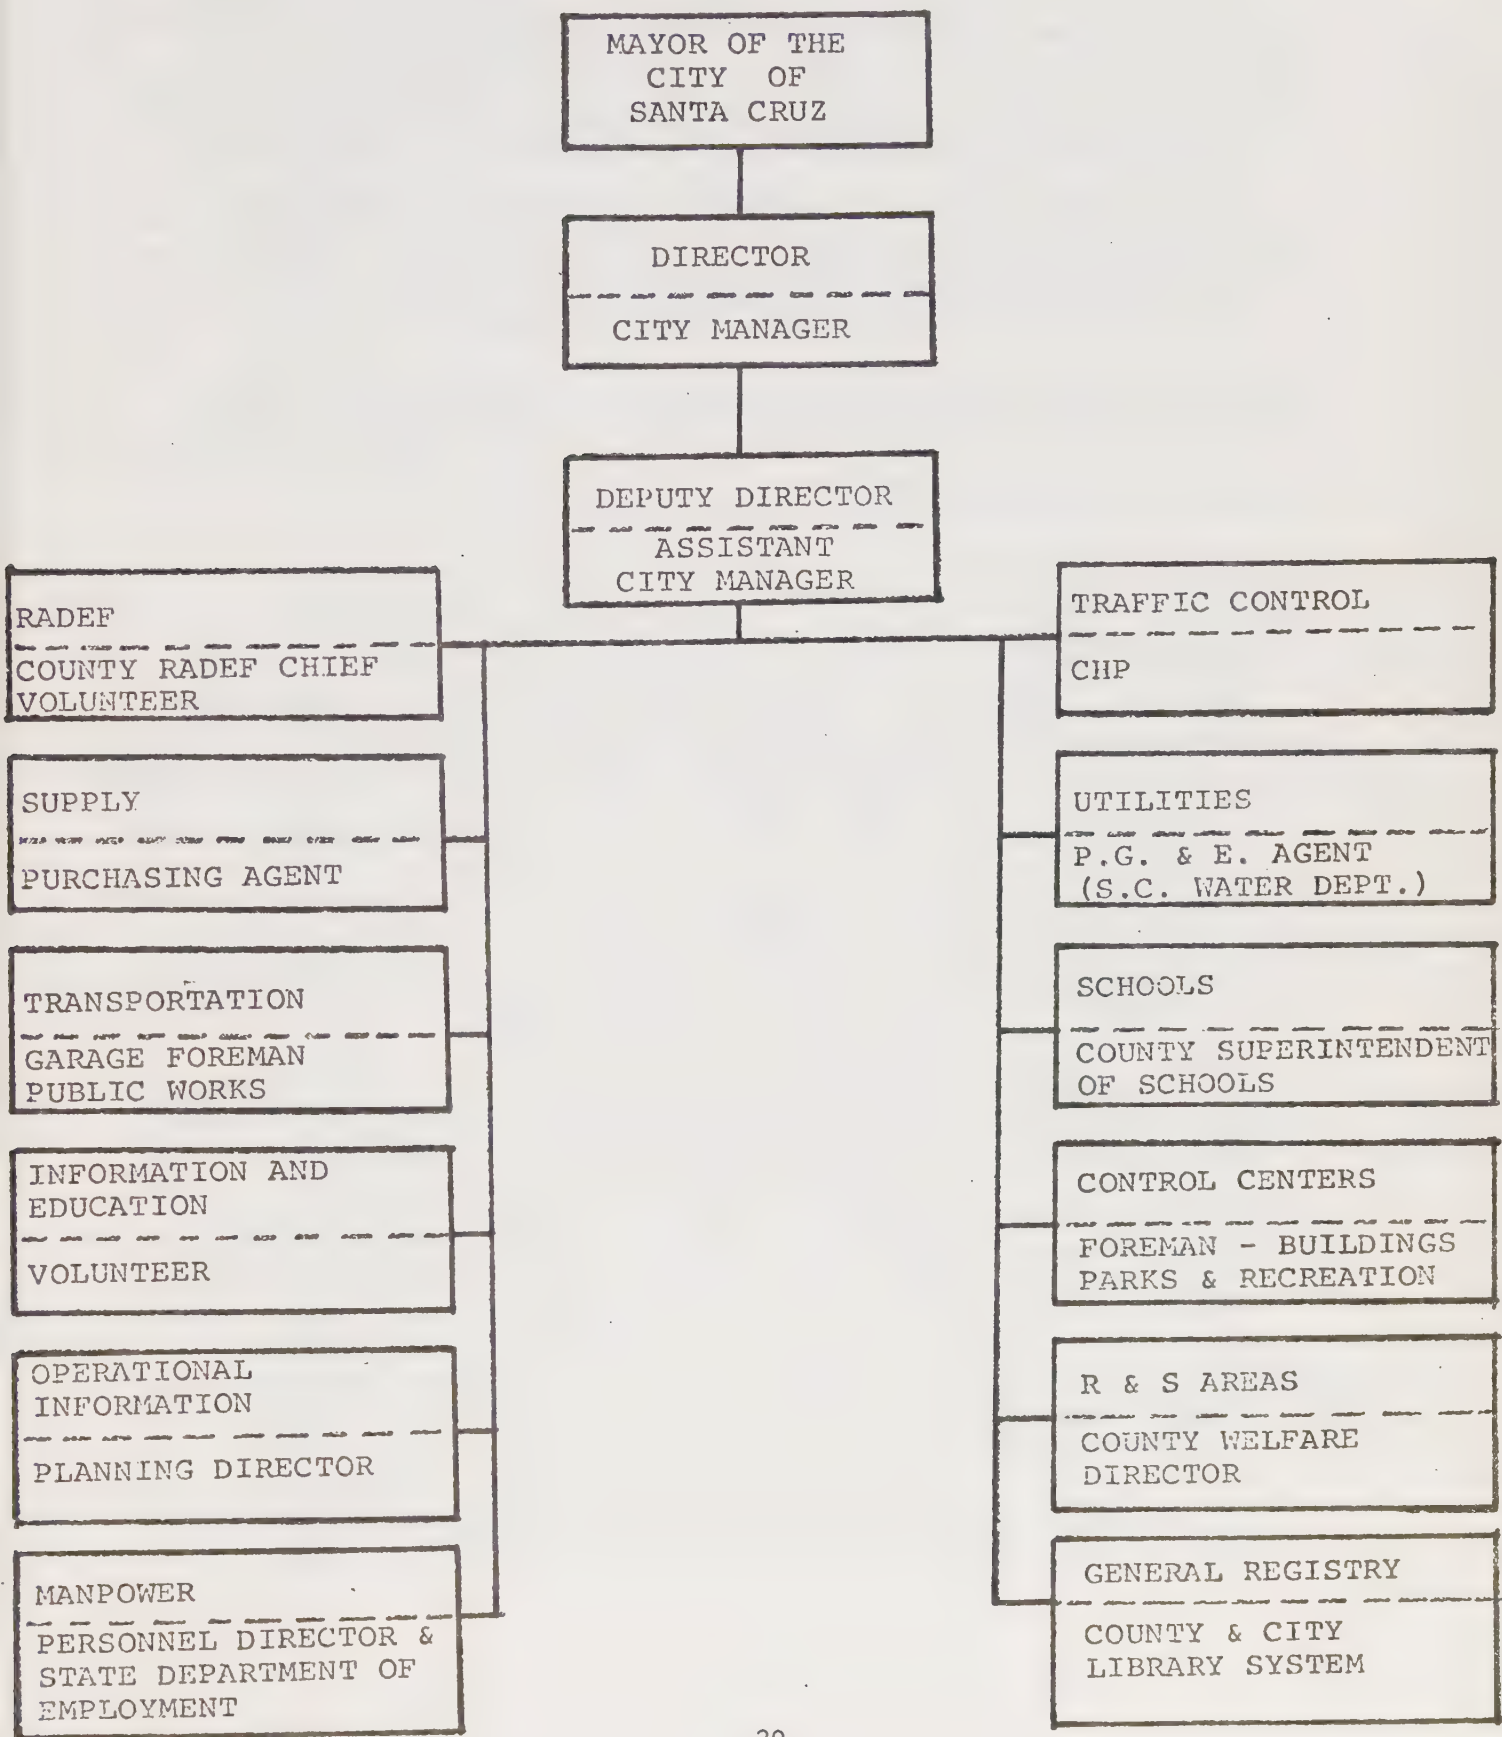 MAYOR OF THE
CITY OF
SANTA CRUZ
DIRECTOR
CITY MANAGER
DEPUTY DIRECTOR
ASSISTANT
CITY MANAGER
RADEF
COUNTY RADEF CHIEF
VOLUNTEER
SUPPLY
PURCHASING AGENT
TRANSPORTATION
GARAGE FOREMAN
PUBLIC WORKS
INFORMATION AND
EDUCATION
VOLUNTEER
OPERATIONAL
INFORMATION
PLANNING DIRECTOR
MANPOWER
PERSONNEL DIRECTOR &
STATE DEPARTMENT OF
EMPLOYMENT
TRAFFIC CONTROL
CHP
UTILITIES
P.G. & E. AGENT
(S.C. WATER DEPT.)
SCHOOLS
COUNTY SUPERINTENDENT
OF SCHOOLS
CONTROL CENTERS
FOREMAN - BUILDINGS
PARKS & RECREATION
R & S AREAS
COUNTY WELFARE
DIRECTOR
GENERAL REGISTRY
COUNTY & CITY
LIBRARY SYSTEM